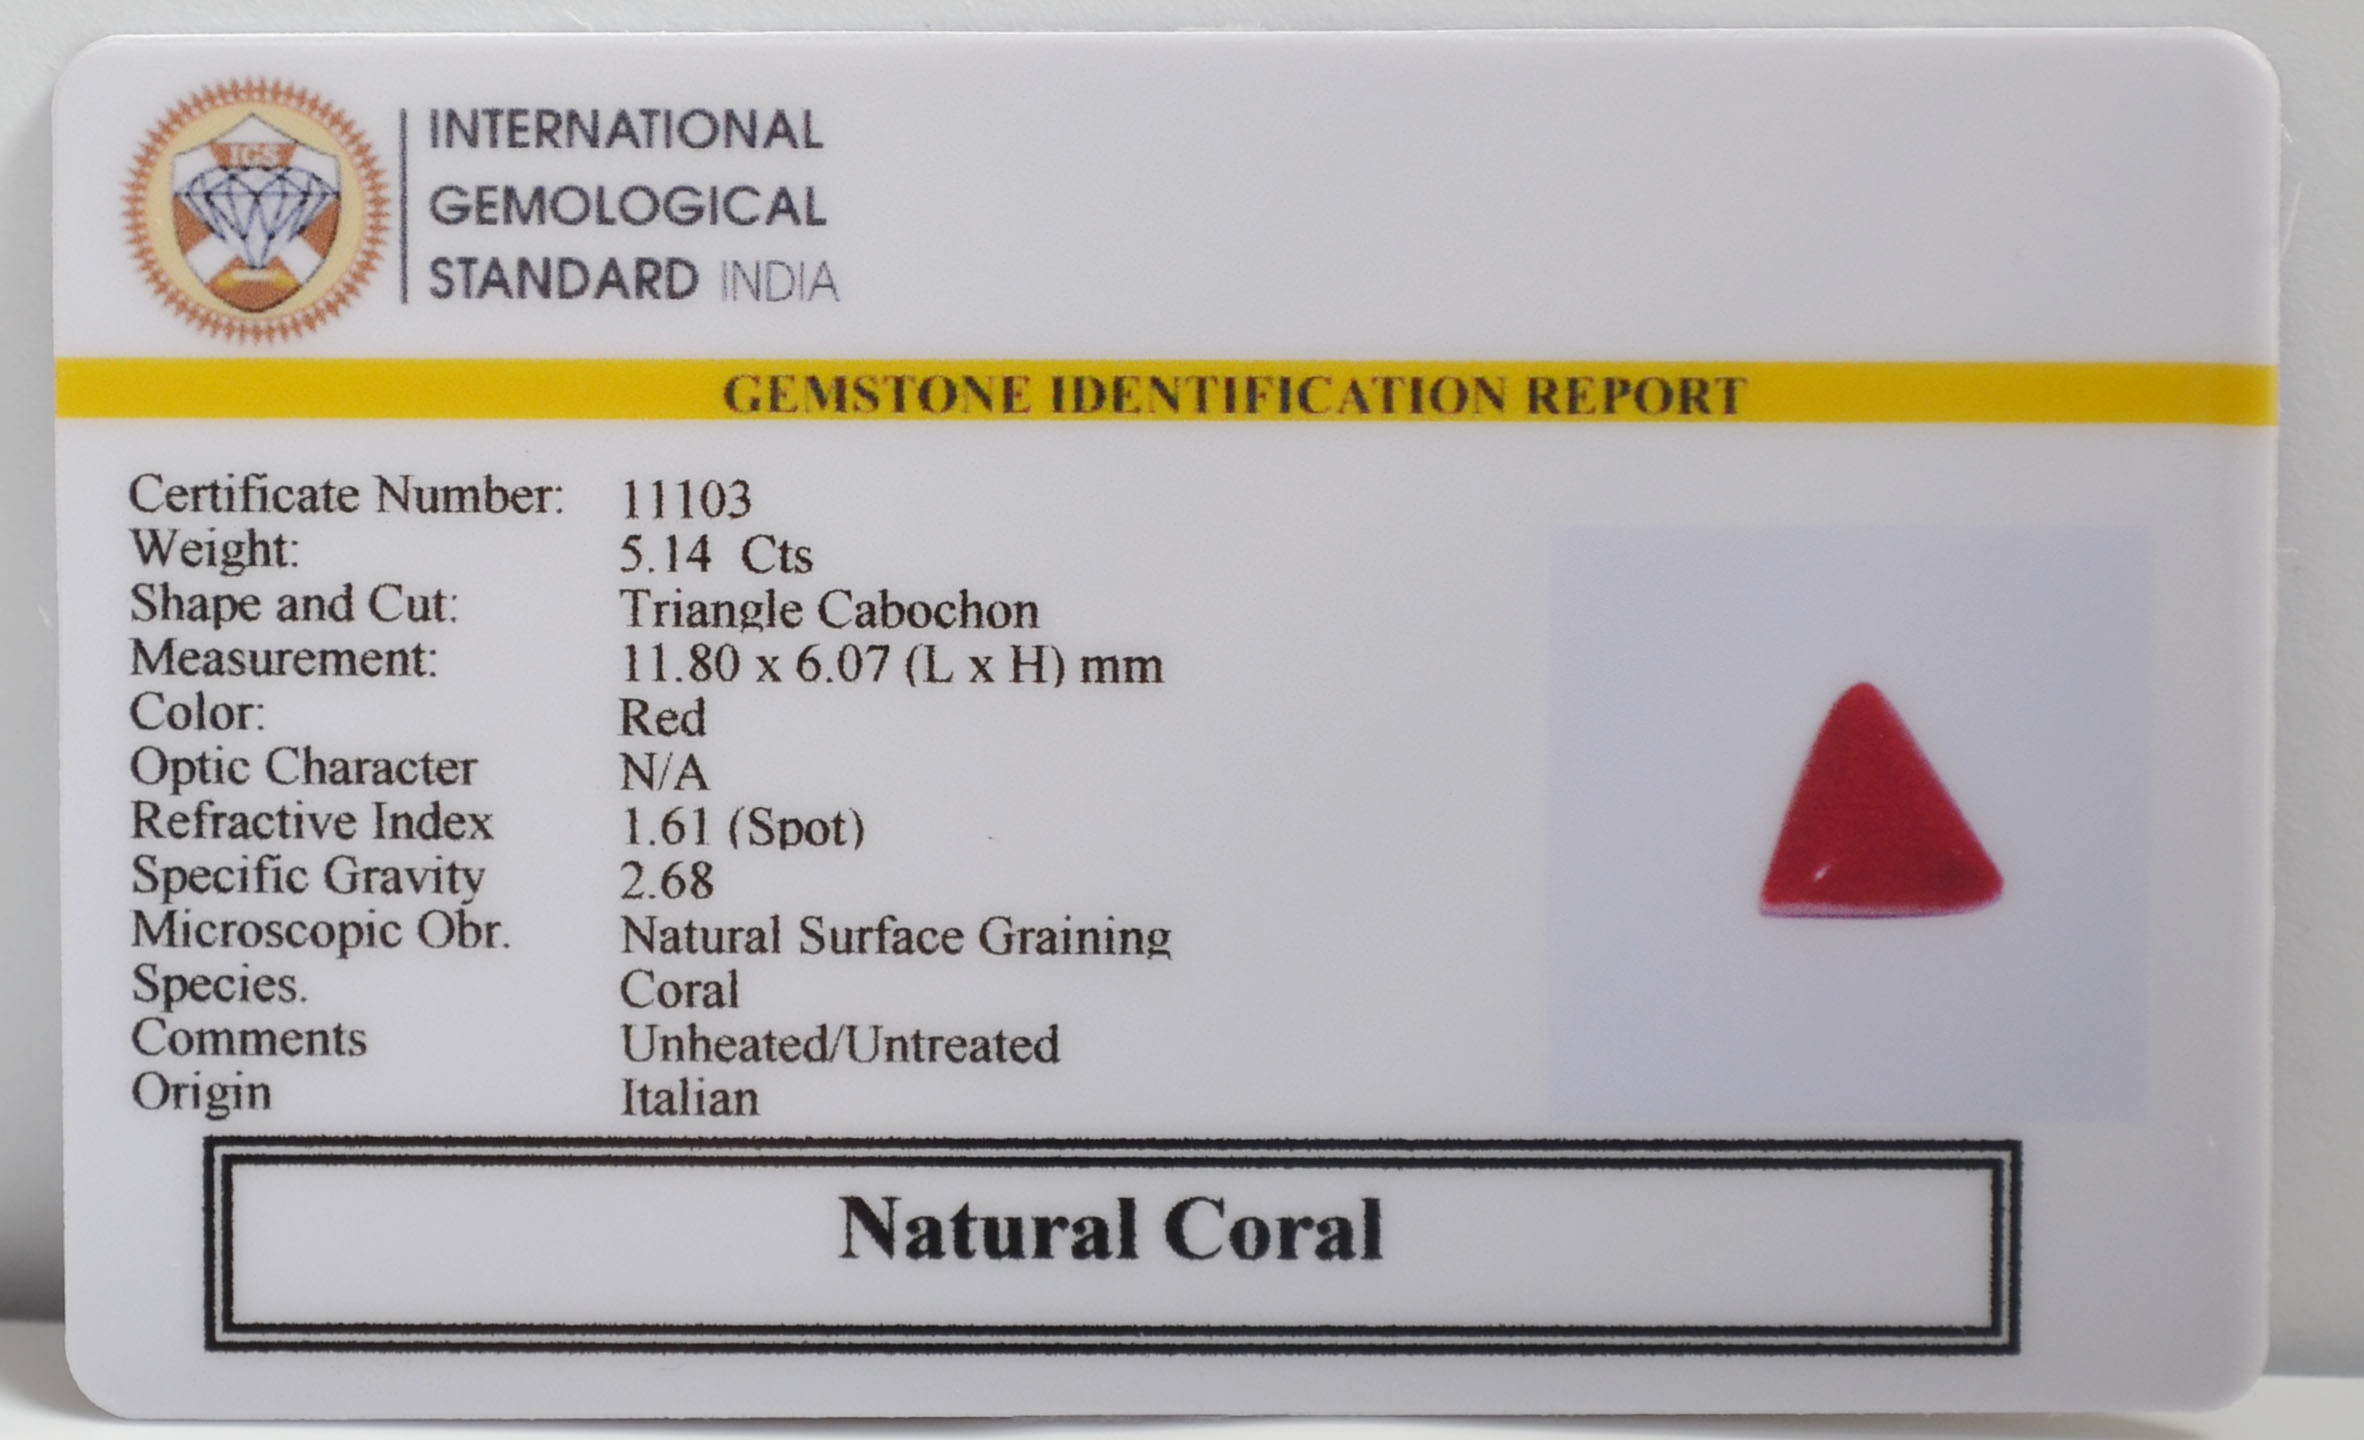 IGS
INTERNATIONAL
GEMOLOGICAL
STANDARD INDIA
GEMSTONE IDENTIFICATION REPORT
Certificate Number: 11103
Weight: 5.14 Cts
Shape and Cut: Triangle Cabochon
Measurement: 11.80 x 6.07 (L x H) mm
Color: Red
Optic Character N/A
Refractive Index 1.61 (Spot)
Specific Gravity 2.68
Microscopic Obr. Natural Surface Graining
Species. Coral
Comments Unheated/Untreated
Origin Italian
Natural Coral